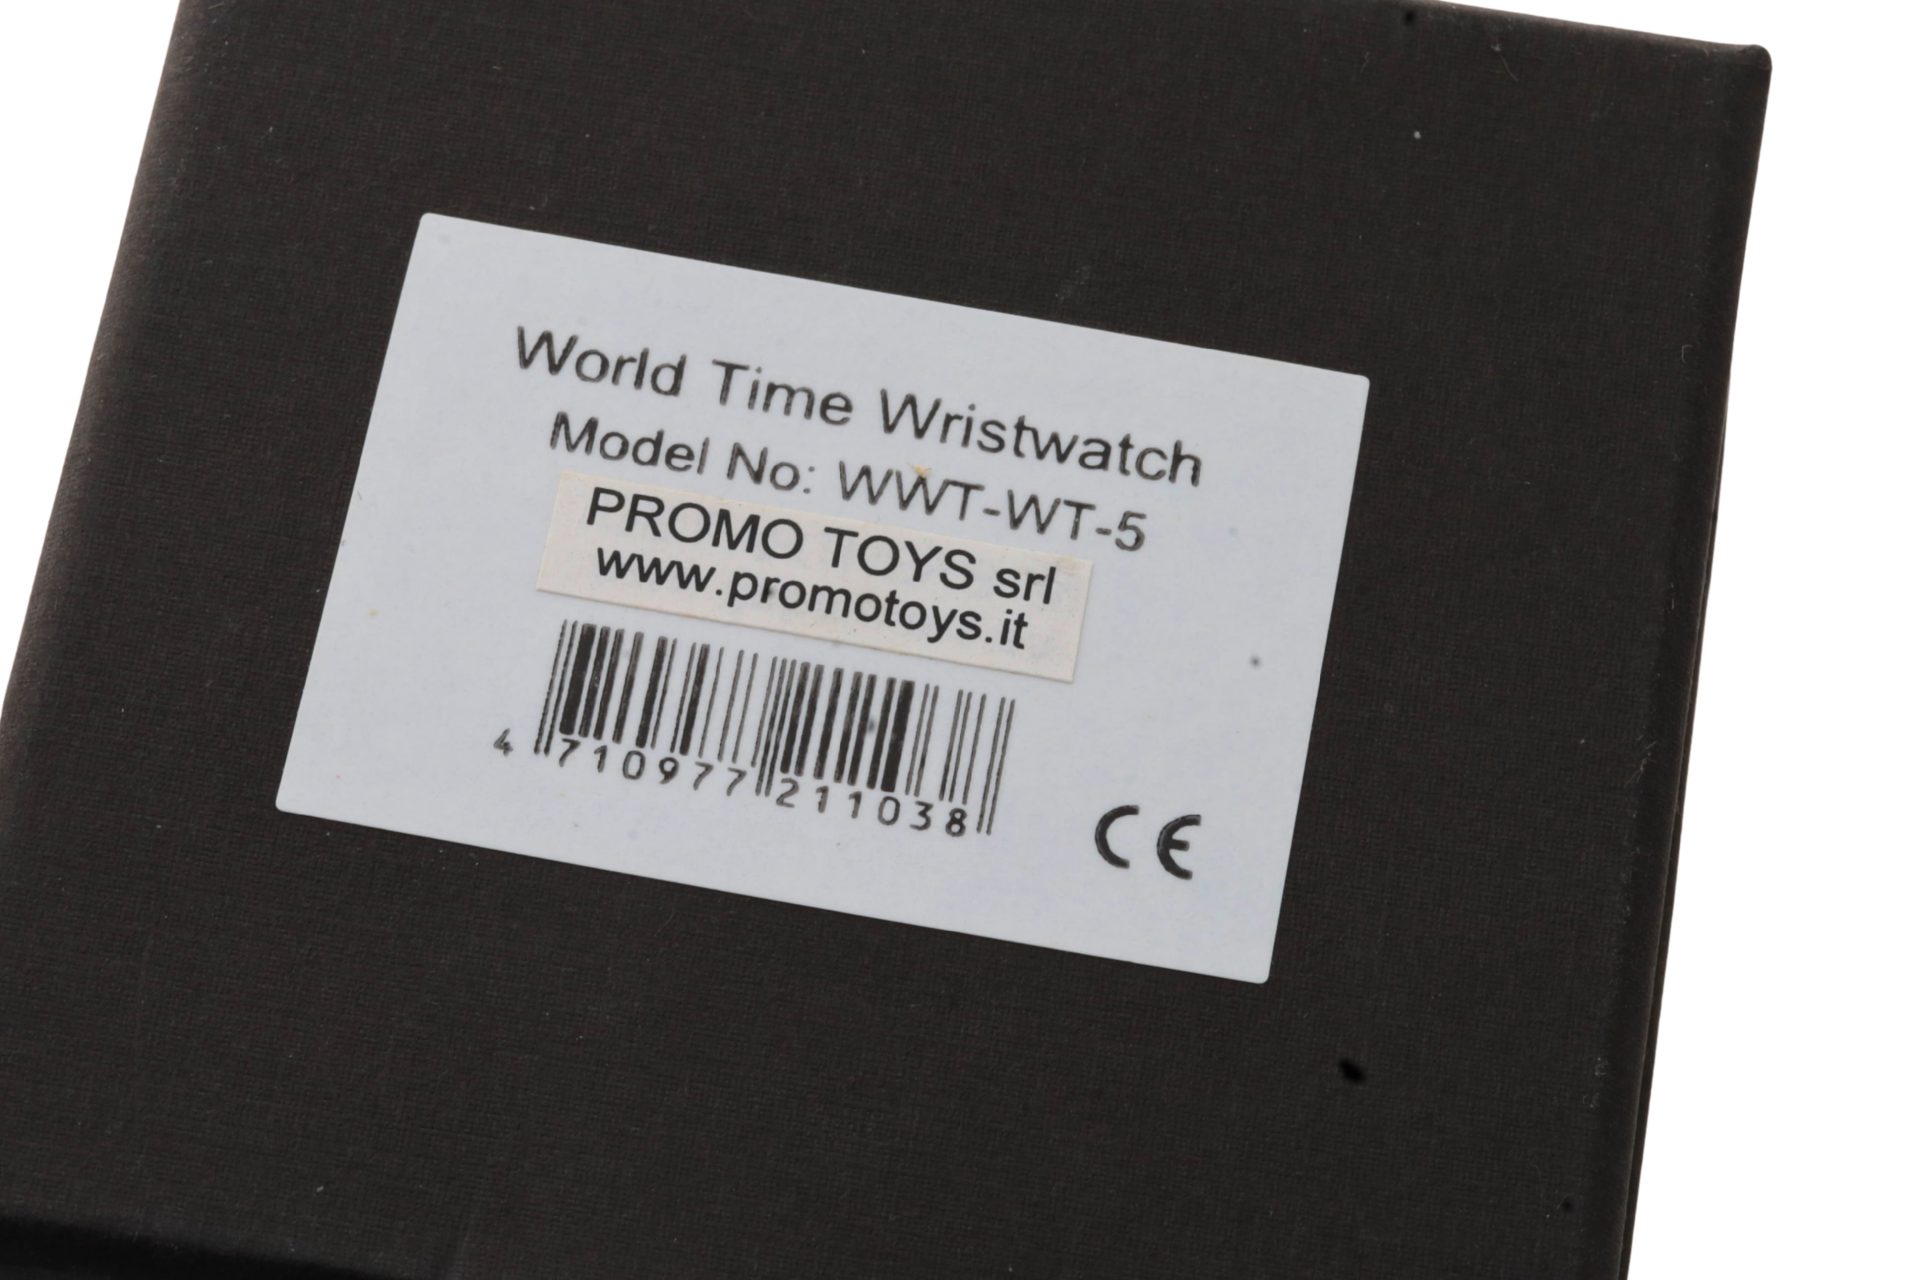 World Time Wristwatch
Model No: WWT-WT-5
PROMO TOYS srl
www.promotoys.it
4 710977 211038
CE